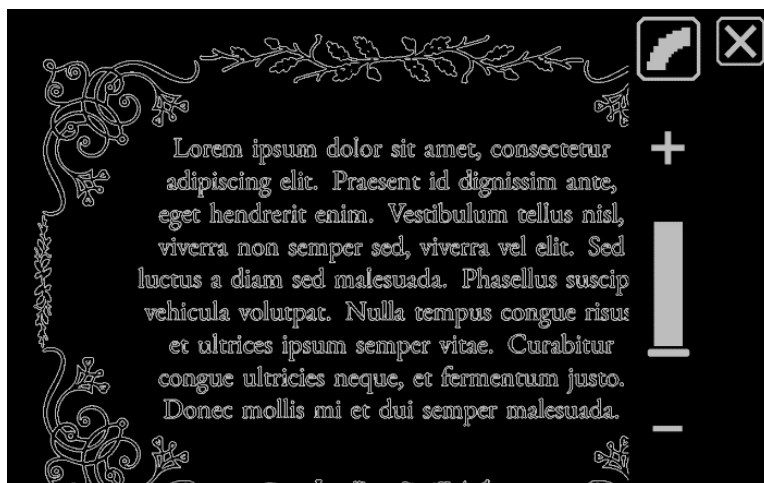 Lorem ipsum dolor sit amet, consectetur
adipiscing elit. Praesent id dignissim ante,
eget hendrerit enim. Vestibulum tellus nisl,
viverra non semper sed, viverra vel elit. Sed
luctus a diam sed malesuada. Phasellus suscip
vehicula volutpat. Nulla tempus congue risus
et ultrices ipsum semper vitae. Curabitur
congue ultricies neque, et fermentum justo.
Donec mollis mi et dui semper malesuada.